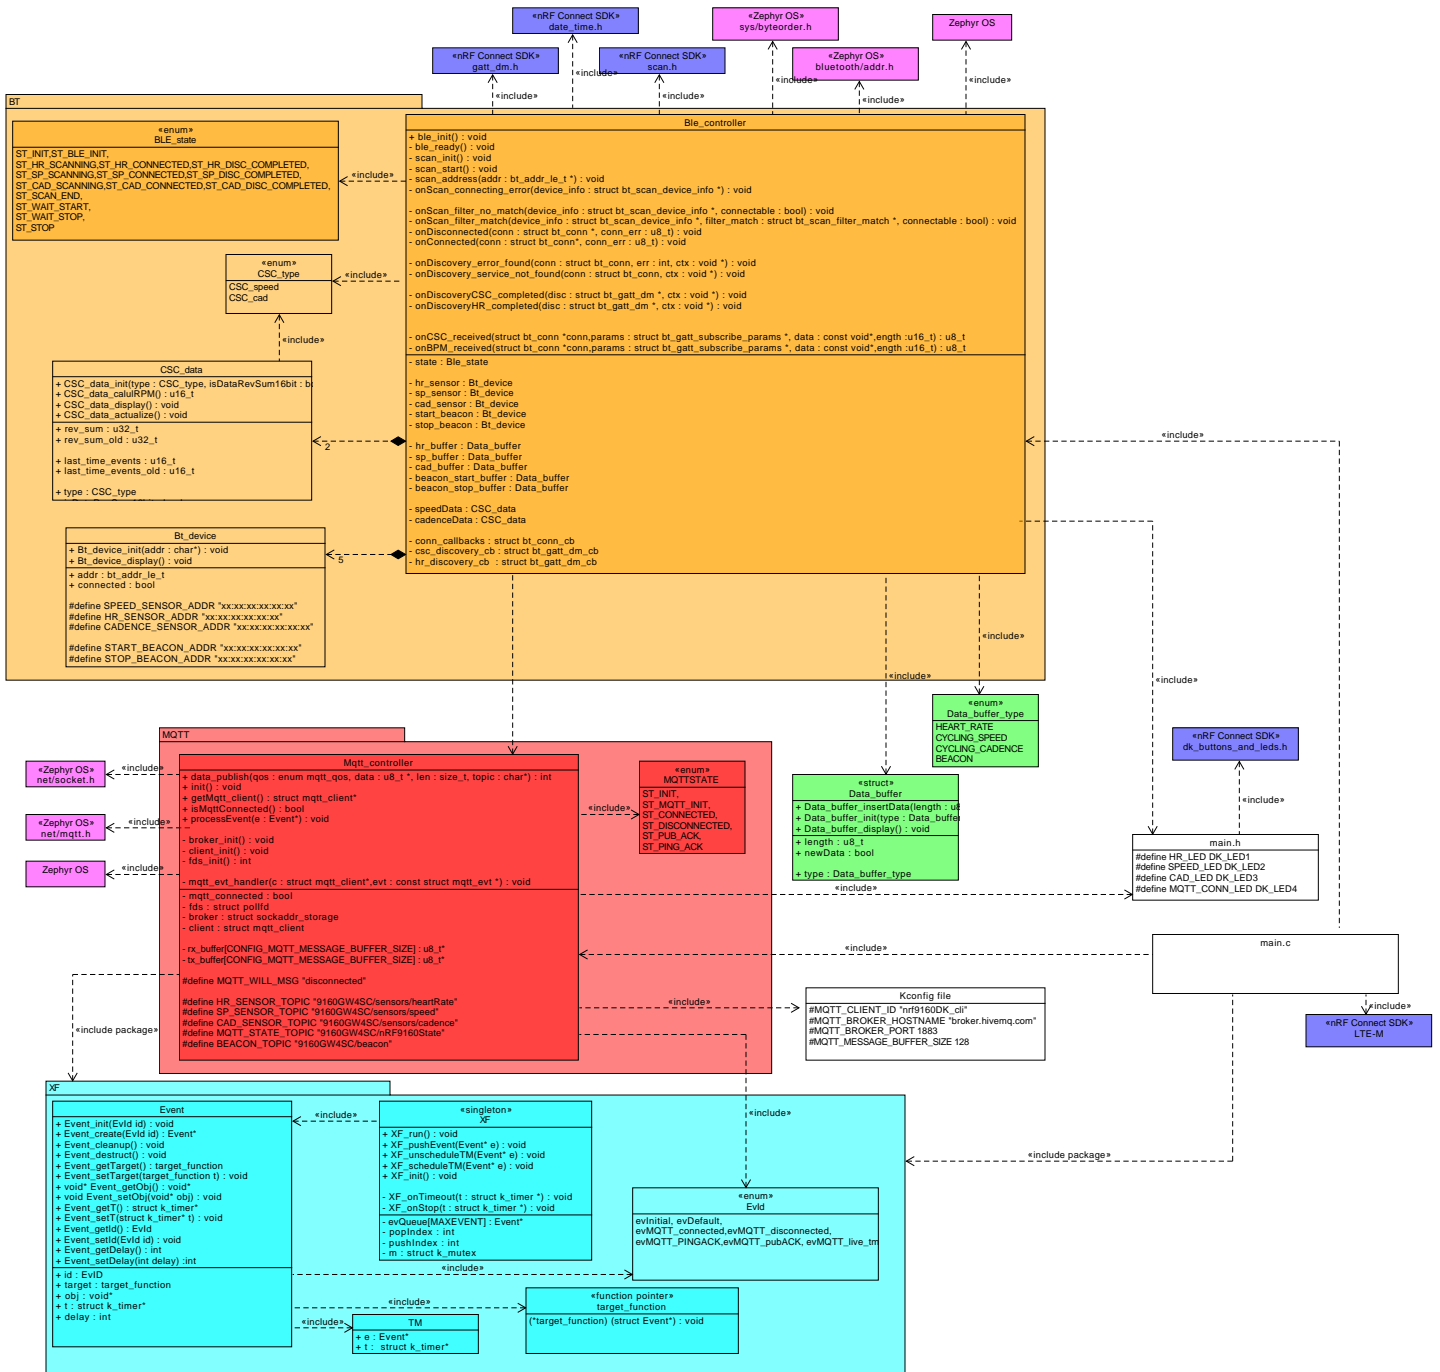 «nRF Connect SDK»
date_time.h
«Zephyr OS»
sys/byteorder.h
Zephyr OS
«nRF Connect SDK»
gatt_dm.h
«nRF Connect SDK»
scan.h
«Zephyr OS»
bluetooth/addr.h
«include»
«include»
«include»
«include»
«include»
«include»
BT
«enum»
BLE_state
ST_INIT,ST_BLE_INIT,
ST_HR_SCANNING,ST_HR_CONNECTED,ST_HR_DISC_COMPLETED,
ST_SP_SCANNING,ST_SP_CONNECTED,ST_SP_DISC_COMPLETED,
ST_CAD_SCANNING,ST_CAD_CONNECTED,ST_CAD_DISC_COMPLETED,
ST_SCAN_END,
ST_WAIT_START,
ST_WAIT_STOP,
ST_STOP
«include»
Ble_controller
+ ble_init() : void
- ble_ready() : void
- scan_init() : void
- scan_start() : void
- scan_address(addr : bt_addr_le_t *) : void
- onScan_connecting_error(device_info : struct bt_scan_device_info *) : void
- onScan_filter_no_match(device_info : struct bt_scan_device_info *, connectable : bool) : void
- onScan_filter_match(device_info : struct bt_scan_device_info *, filter_match : struct bt_scan_filter_match *, connectable : bool) : void
- onDisconnected(conn : struct bt_conn *, conn_err : u8_t) : void
- onConnected(conn : struct bt_conn*, conn_err : u8_t) : void
- onDiscovery_error_found(conn : struct bt_conn, err : int, ctx : void *) : void
- onDiscovery_service_not_found(conn : struct bt_conn, ctx : void *) : void
- onDiscoveryCSC_completed(disc : struct bt_gatt_dm *, ctx : void *) : void
- onDiscoveryHR_completed(disc : struct bt_gatt_dm *, ctx : void *) : void
- onCSC_received(struct bt_conn *conn,params : struct bt_gatt_subscribe_params *, data : const void*,ength :u16_t) : u8_t
- onBPM_received(struct bt_conn *conn,params : struct bt_gatt_subscribe_params *, data : const void*,ength :u16_t) : u8_t
- state : Ble_state
- hr_sensor : Bt_device
- sp_sensor : Bt_device
- cad_sensor : Bt_device
- start_beacon : Bt_device
- stop_beacon : Bt_device
- hr_buffer : Data_buffer
- sp_buffer : Data_buffer
- cad_buffer : Data_buffer
- beacon_start_buffer : Data_buffer
- beacon_stop_buffer : Data_buffer
- speedData : CSC_data
- cadenceData : CSC_data
- conn_callbacks : struct bt_conn_cb
- csc_discovery_cb : struct bt_gatt_dm_cb
- hr_discovery_cb : struct bt_gatt_dm_cb
«enum»
CSC_type
CSC_speed
CSC_cad
«include»
«include»
CSC_data
+ CSC_data_init(type : CSC_type, isDataRevSum16bit : b
+ CSC_data_calulRPM() : u16_t
+ CSC_data_display() : void
+ CSC_data_actualize() : void
+ rev_sum : u32_t
+ rev_sum_old : u32_t
+ last_time_events : u16_t
+ last_time_events_old : u16_t
+ type : CSC_type
2
Bt_device
+ Bt_device_init(addr : char*) : void
+ Bt_device_display() : void
+ addr : bt_addr_le_t
+ connected : bool
#define SPEED_SENSOR_ADDR "xx:xx:xx:xx:xx:xx"
#define HR_SENSOR_ADDR "xx:xx:xx:xx:xx:xx"
#define CADENCE_SENSOR_ADDR "xx:xx:xx:xx:xx:xx"
#define START_BEACON_ADDR "xx:xx:xx:xx:xx:xx"
#define STOP_BEACON_ADDR "xx:xx:xx:xx:xx:xx"
5
«include»
«include»
«include»
«include»
«enum»
Data_buffer_type
HEART_RATE
CYCLING_SPEED
CYCLING_CADENCE
BEACON
«nRF Connect SDK»
dk_buttons_and_leds.h
«include»
MQTT
«Zephyr OS»
net/socket.h
«include»
«Zephyr OS»
net/mqtt.h
«include»
Zephyr OS
«include»
Mqtt_controller
+ data_publish(qos : enum mqtt_qos, data : u8_t *, len : size_t, topic : char*) : int
+ init() : void
+ getMqtt_client() : struct mqtt_client*
+ isMqttConnected() : bool
+ processEvent(e : Event*) : void
- broker_init() : void
- client_init() : void
- fds_init() : int
- mqtt_evt_handler(c : struct mqtt_client*,evt : const struct mqtt_evt *) : void
- mqtt_connected : bool
- fds : struct pollfd
- broker : struct sockaddr_storage
- client : struct mqtt_client
- rx_buffer[CONFIG_MQTT_MESSAGE_BUFFER_SIZE] : u8_t*
- tx_buffer[CONFIG_MQTT_MESSAGE_BUFFER_SIZE] : u8_t*
#define MQTT_WILL_MSG "disconnected"
#define HR_SENSOR_TOPIC "9160GW4SC/sensors/heartRate"
#define SP_SENSOR_TOPIC "9160GW4SC/sensors/speed"
#define CAD_SENSOR_TOPIC "9160GW4SC/sensors/cadence"
#define MQTT_STATE_TOPIC "9160GW4SC/nRF9160State"
#define BEACON_TOPIC "9160GW4SC/beacon"
«include»
«enum»
MQTTSTATE
ST_INIT,
ST_MQTT_INIT,
ST_CONNECTED,
ST_DISCONNECTED,
ST_PUB_ACK,
ST_PING_ACK
«struct»
Data_buffer
+ Data_buffer_insertData(length : u8
+ Data_buffer_init(type : Data_buffer
+ Data_buffer_display() : void
+ length : u8_t
+ newData : bool
+ type : Data_buffer_type
main.h
#define HR_LED DK_LED1
#define SPEED_LED DK_LED2
#define CAD_LED DK_LED3
#define MQTT_CONN_LED DK_LED4
«include»
main.c
«include»
«include»
«nRF Connect SDK»
LTE-M
Kconfig file
#MQTT_CLIENT_ID "nrf9160DK_cli"
#MQTT_BROKER_HOSTNAME "broker.hivemq.com"
#MQTT_BROKER_PORT 1883
#MQTT_MESSAGE_BUFFER_SIZE 128
«include»
«include package»
«include»
«include package»
XF
Event
+ Event_init(EvId id) : void
+ Event_create(EvId id) : Event*
+ Event_cleanup() : void
+ Event_destruct() : void
+ Event_getTarget() : target_function
+ Event_setTarget(target_function t) : void
+ void* Event_getObj() : void*
+ void Event_setObj(void* obj) : void
+ Event_getT() : struct k_timer*
+ Event_setT(struct k_timer* t) : void
+ Event_getId() : EvId
+ Event_setId(EvId id) : void
+ Event_getDelay() : int
+ Event_setDelay(int delay) :int
+ id : EvID
+ target : target_function
+ obj : void*
+ t : struct k_timer*
+ delay : int
«include»
«singleton»
XF
+ XF_run() : void
+ XF_pushEvent(Event* e) : void
+ XF_unscheduleTM(Event* e) : void
+ XF_scheduleTM(Event* e) : void
+ XF_init() : void
- XF_onTimeout(t : struct k_timer *) : void
- XF_onStop(t : struct k_timer *) : void
- evQueue[MAXEVENT] : Event*
- popIndex : int
- pushIndex : int
- m : struct k_mutex
«enum»
EvId
evInitial, evDefault,
evMQTT_connected,evMQTT_disconnected,
evMQTT_PINGACK,evMQTT_pubACK, evMQTT_live_tm
«include»
«include»
«include»
«function pointer»
target_function
(*target_function) (struct Event*) : void
TM
+ e : Event*
+ t : struct k_timer*